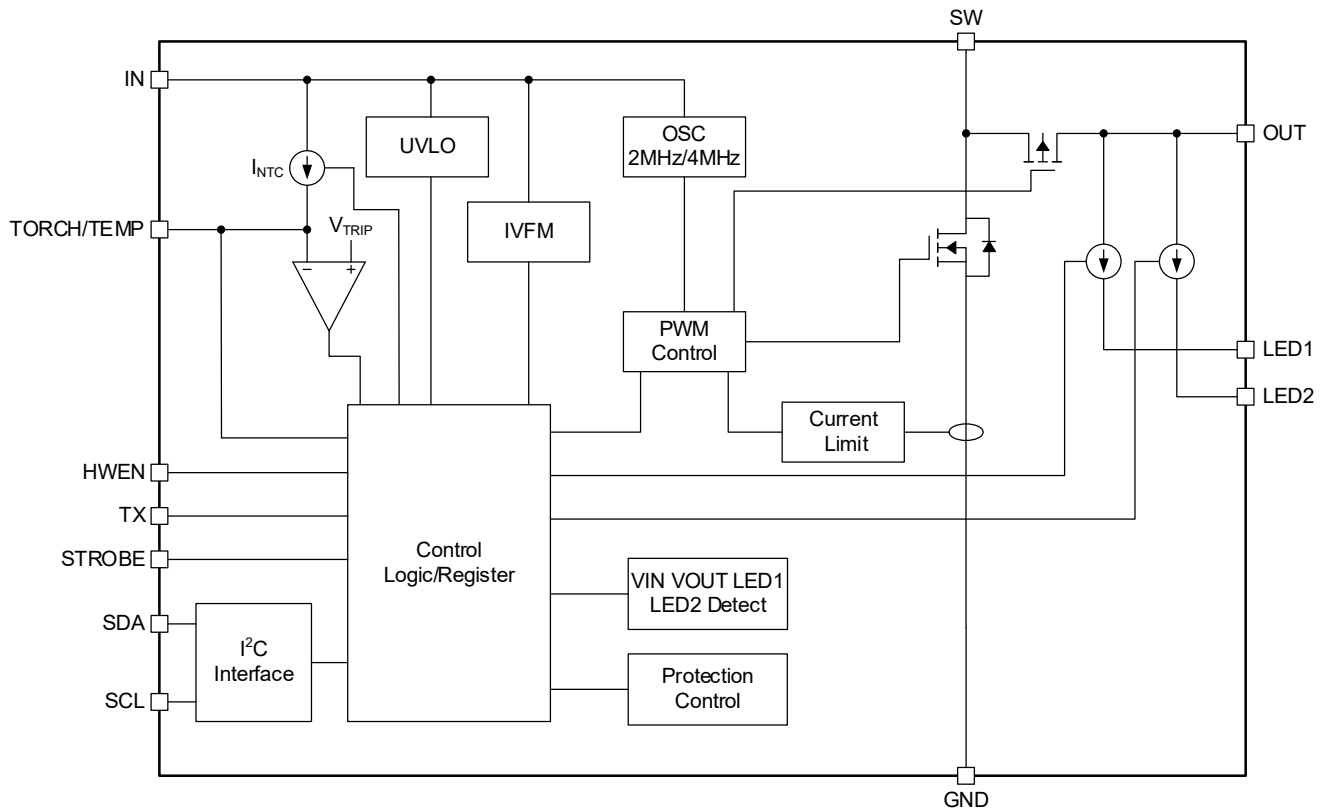 SW
IN
UVLO
OSC
2MHz/4MHz
OUT
INTC
TORCH/TEMP
VTRIP
IVFM
− +
PWM
Control
LED1
LED2
Current
Limit
HWEN
TX
STROBE
Control
Logic/Register
VIN VOUT LED1
LED2 Detect
SDA
I²C
Interface
SCL
Protection
Control
GND